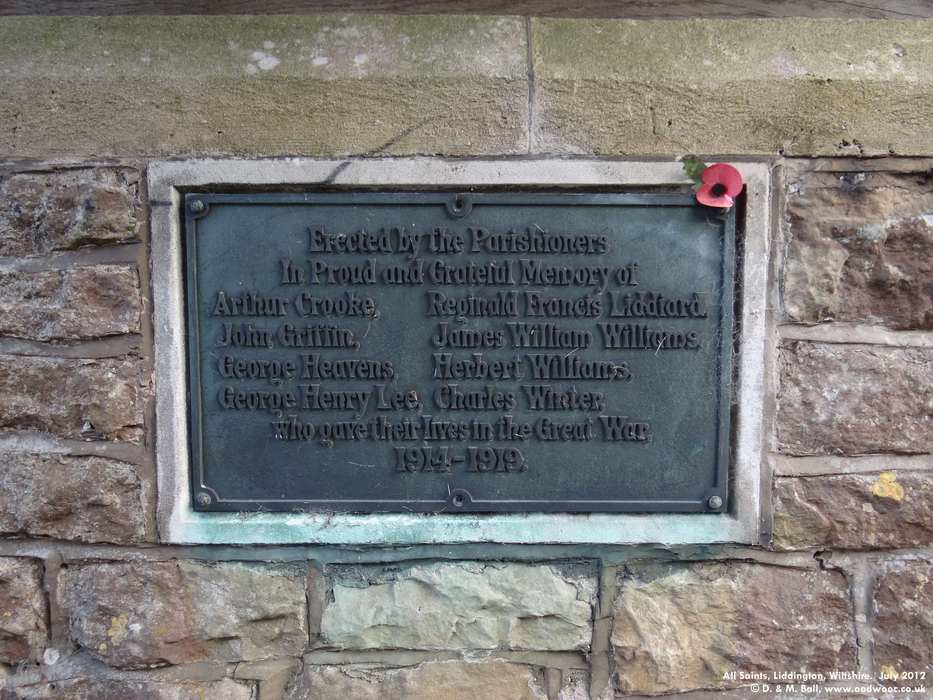 Erected by the Parishioners
In Proud and Grateful Memory of
Arthur Crooke, Reginald Francis Liddiard.
John Griffin, James William Williams,
George Heavens, Herbert Williams,
George Henry Lee, Charles Winter,
who gave their lives in the Great War,
1914-1919.
All Saints, Liddington, Wiltshire. July 2012
© D. & M. Ball, www.oodwooc.co.uk